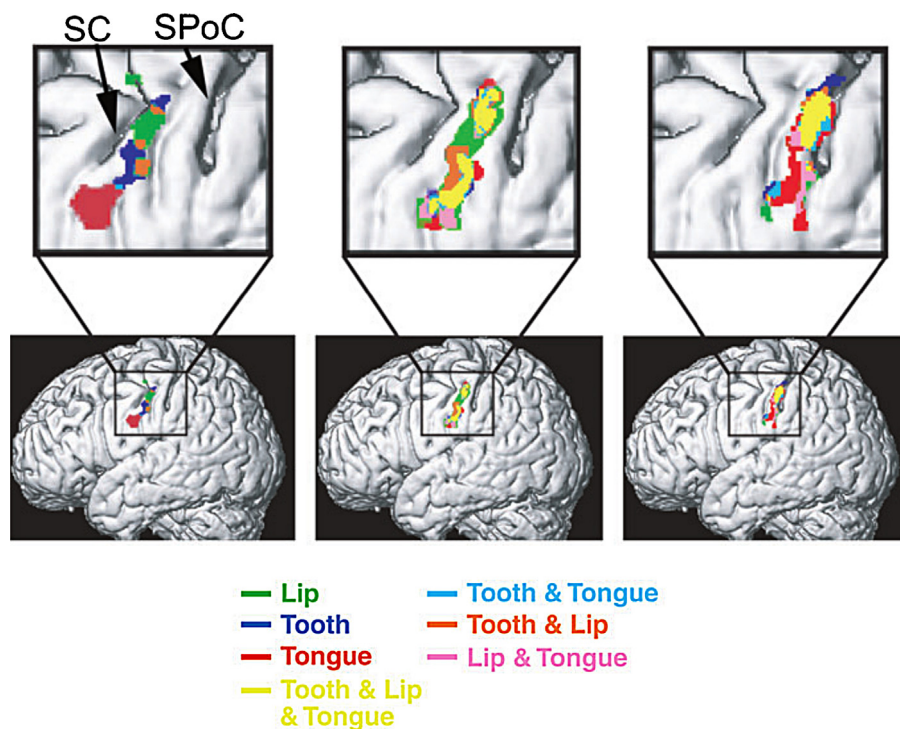 SC SPoC
Lip
Tooth
Tongue
Tooth & Lip
& Tongue
Tooth & Tongue
Tooth & Lip
Lip & Tongue